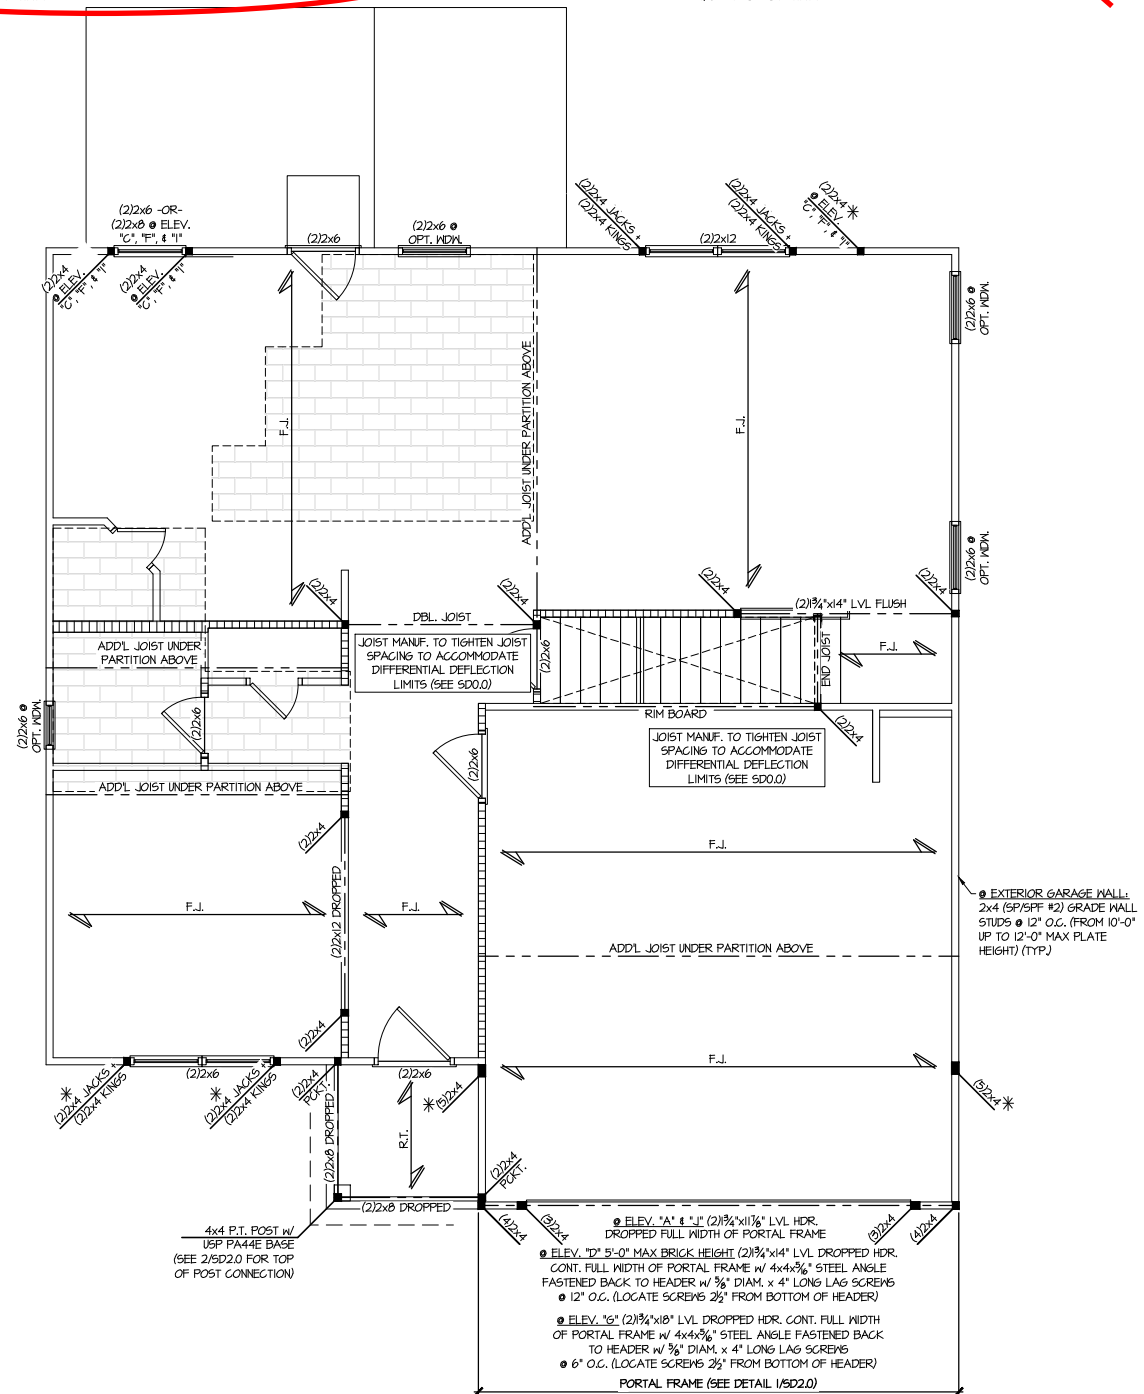 (2)2x6 -OR-
(2)2x8 @ ELEV.
"C", "F", & "I"
(2)2x6
(2)2x6 @
OPT. WDW.
(2)2x4 JACKS +
(2)2x4 KINGS
(2)2x12
(2)2x4 JACKS +
(2)2x4 KINGS
(2)2x4 *
@ ELEV.
"C", "F", & "I"
(2)2x4
@ ELEV.
"C", "F", & "I"
(2)2x4
@ ELEV.
"C", "F", & "I"
(2)2x6 @
OPT. WDW.
F.J.
ADD'L JOIST UNDER PARTITION ABOVE
F.J.
(2)2x6 @
OPT. WDW.
(2)2x4
(2)2x4
(2)2x4
(2)2x4
DBL. JOIST
(2)1¾"x14" LVL FLUSH
ADD'L JOIST UNDER
PARTITION ABOVE
JOIST MANUF. TO TIGHTEN JOIST
SPACING TO ACCOMMODATE
DIFFERENTIAL DEFLECTION
LIMITS (SEE SD0.0)
(2)2x6
END JOIST
F.J.
(2)2x6 @
OPT. WDW.
(2)2x6
RIM BOARD
(2)2x4
(2)2x6
JOIST MANUF. TO TIGHTEN JOIST
SPACING TO ACCOMMODATE
DIFFERENTIAL DEFLECTION
LIMITS (SEE SD0.0)
ADD'L JOIST UNDER PARTITION ABOVE
(2)2x4
F.J.
F.J.
F.J.
(2)2x12 DROPPED
@ EXTERIOR GARAGE WALL:
2x4 (SP/SPF #2) GRADE WALL
STUDS @ 12" O.C. (FROM 10'-0"
UP TO 12'-0" MAX PLATE
HEIGHT) (TYP.)
ADD'L JOIST UNDER PARTITION ABOVE
(2)2x4
F.J.
(2)2x6
(2)2x6
*
(2)2x4 JACKS +
(2)2x4 KINGS
*
(2)2x4 JACKS +
(2)2x4 KINGS
(2)2x4
PCKT.
* (5)2x4
(5)2x4 *
(2)2x8 DROPPED
R.T.
(2)2x4
PCKT.
(2)2x8 DROPPED
(4)2x4
(3)2x4
(3)2x4
(4)2x4
4x4 P.T. POST W/
USP PA44E BASE
(SEE 2/SD2.0 FOR TOP
OF POST CONNECTION)
@ ELEV. "A" & "J" (2)1¾"x11⅞" LVL HDR.
DROPPED FULL WIDTH OF PORTAL FRAME
@ ELEV. "D" 5'-0" MAX BRICK HEIGHT (2)1¾"x14" LVL DROPPED HDR.
CONT. FULL WIDTH OF PORTAL FRAME W/ 4x4x5/16" STEEL ANGLE
FASTENED BACK TO HEADER W/ ⅝" DIAM. x 4" LONG LAG SCREWS
@ 12" O.C. (LOCATE SCREWS 2½" FROM BOTTOM OF HEADER)
@ ELEV. "G" (2)1¾"x18" LVL DROPPED HDR. CONT. FULL WIDTH
OF PORTAL FRAME W/ 4x4x5/16" STEEL ANGLE FASTENED BACK
TO HEADER W/ ⅝" DIAM. x 4" LONG LAG SCREWS
@ 6" O.C. (LOCATE SCREWS 2½" FROM BOTTOM OF HEADER)
PORTAL FRAME (SEE DETAIL 1/SD2.0)